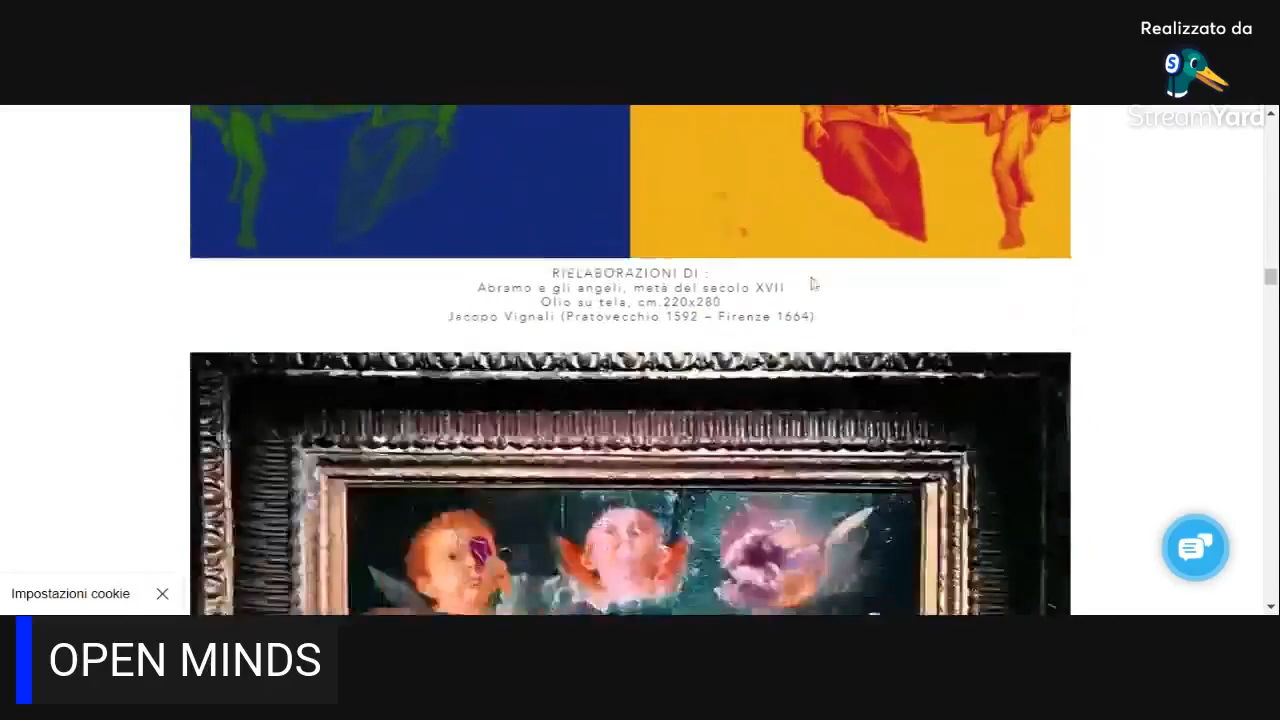 Realizzato da
S
StreamYard
RIELABORAZIONI DI :
Abramo e gli angeli, metà del secolo XVII
Olio su tela, cm.220x280
Jacopo Vignali (Pratovecchio 1592 – Firenze 1664)
Impostazioni cookie
OPEN MINDS